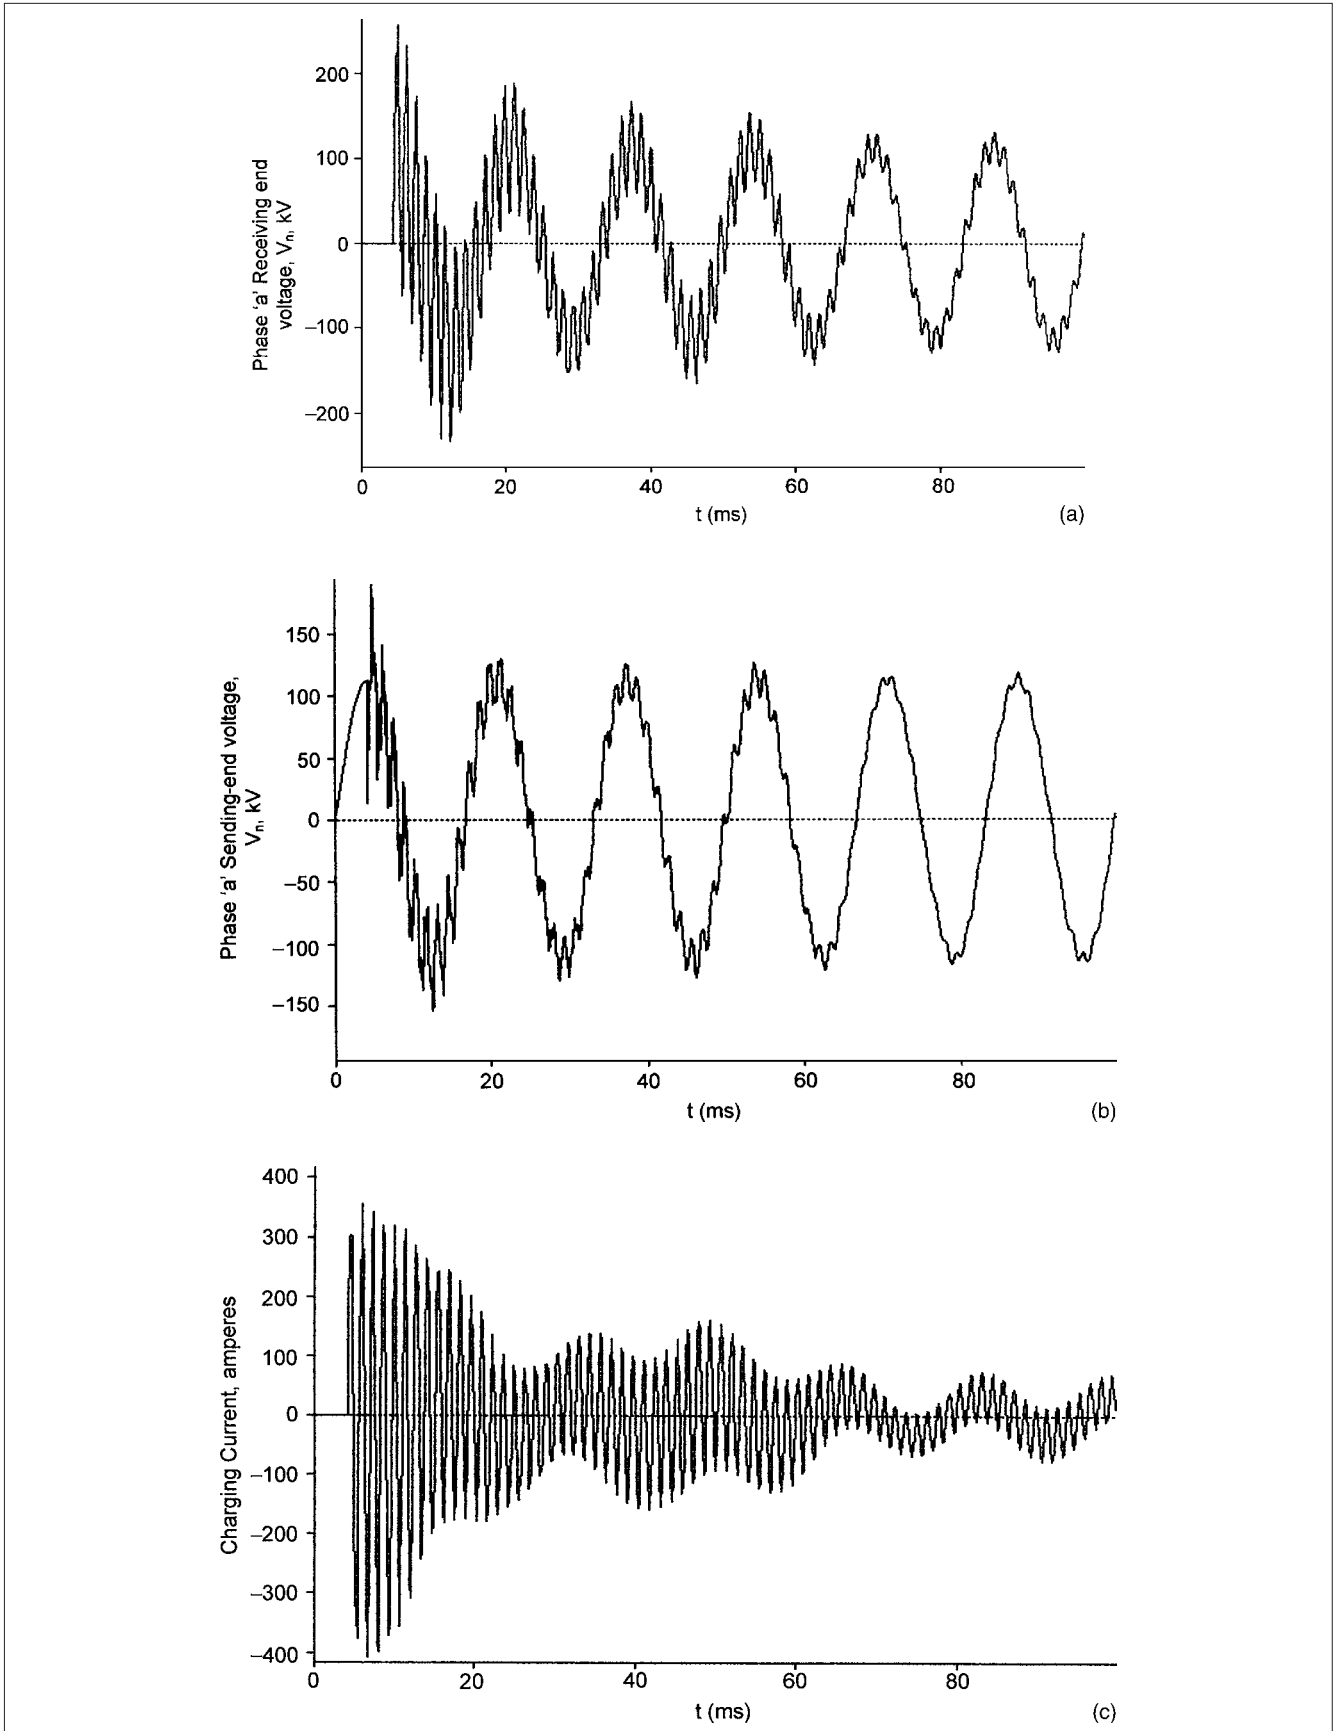 200
100
0
–100
–200
Phase 'a' Receiving end
voltage, Vn, kV
0 20 40 60 80
t (ms) (a)
150
100
50
0
–50
–100
–150
Phase 'a' Sending-end voltage,
Vn, kV
0 20 40 60 80
t (ms) (b)
400
300
200
100
0
–100
–200
–300
–400
Charging Current, amperes
0 20 40 60 80
t (ms) (c)